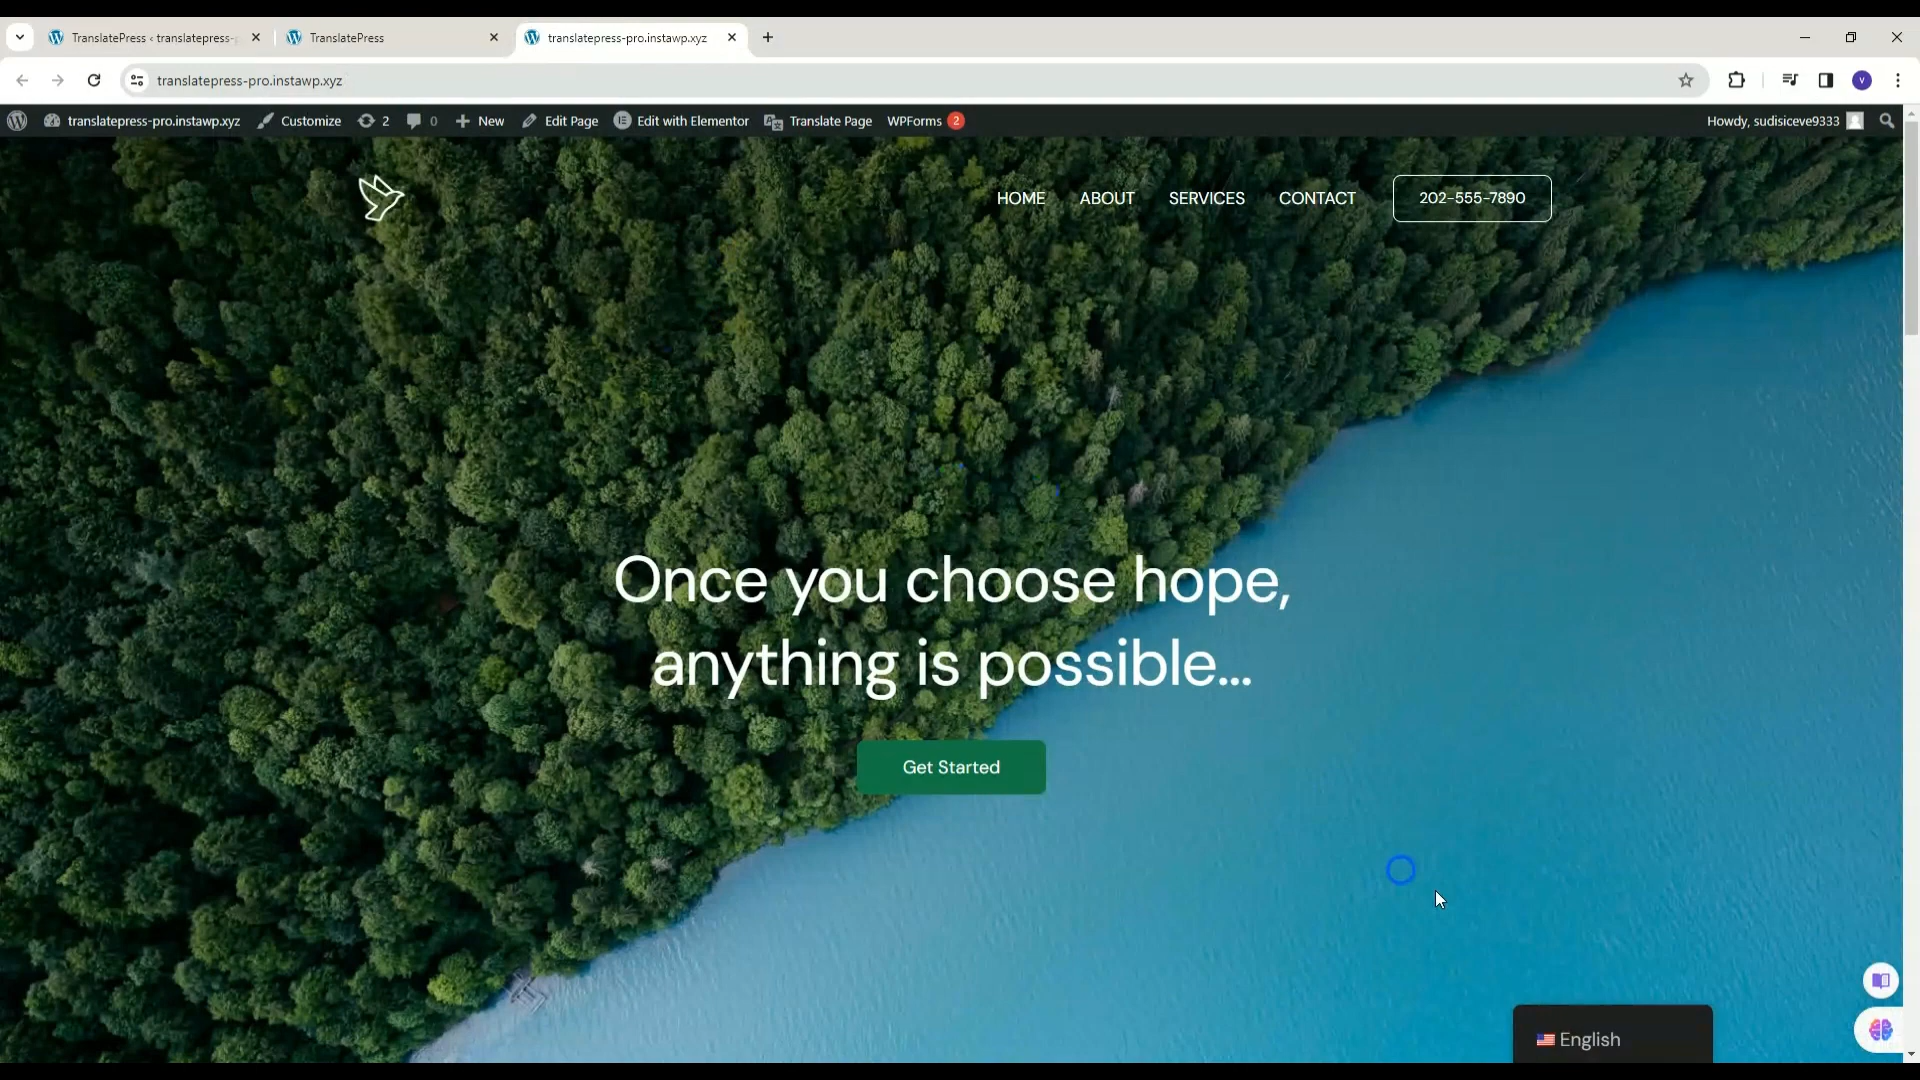 TranslatePress ‹ translatepress-
TranslatePress
translatepress-pro.instawp.xyz
translatepress-pro.instawp.xyz
V
translatepress-pro.instawp.xyz
Customize
2
0
New
Edit Page
Edit with Elementor
Translate Page
WPForms 2
Howdy, sudisiceve9333
HOME
ABOUT
SERVICES
CONTACT
202-555-7890
Once you choose hope,
anything is possible...
Get Started
English